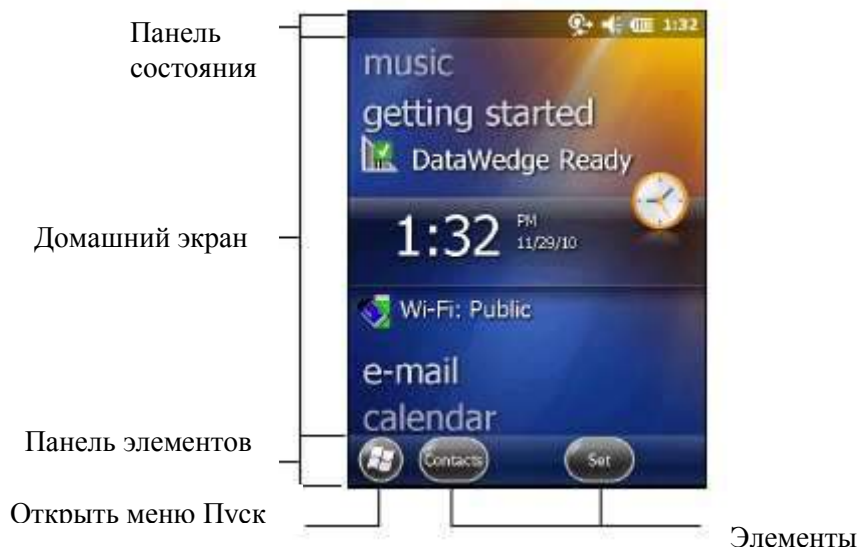 Панель
состояния
1:32
music
getting started
DataWedge Ready
Домашний экран
1:32 PM
11/29/10
Wi-Fi: Public
e-mail
calendar
Панель элементов
Contacts
Set
Открыть меню Пуск
Элементы